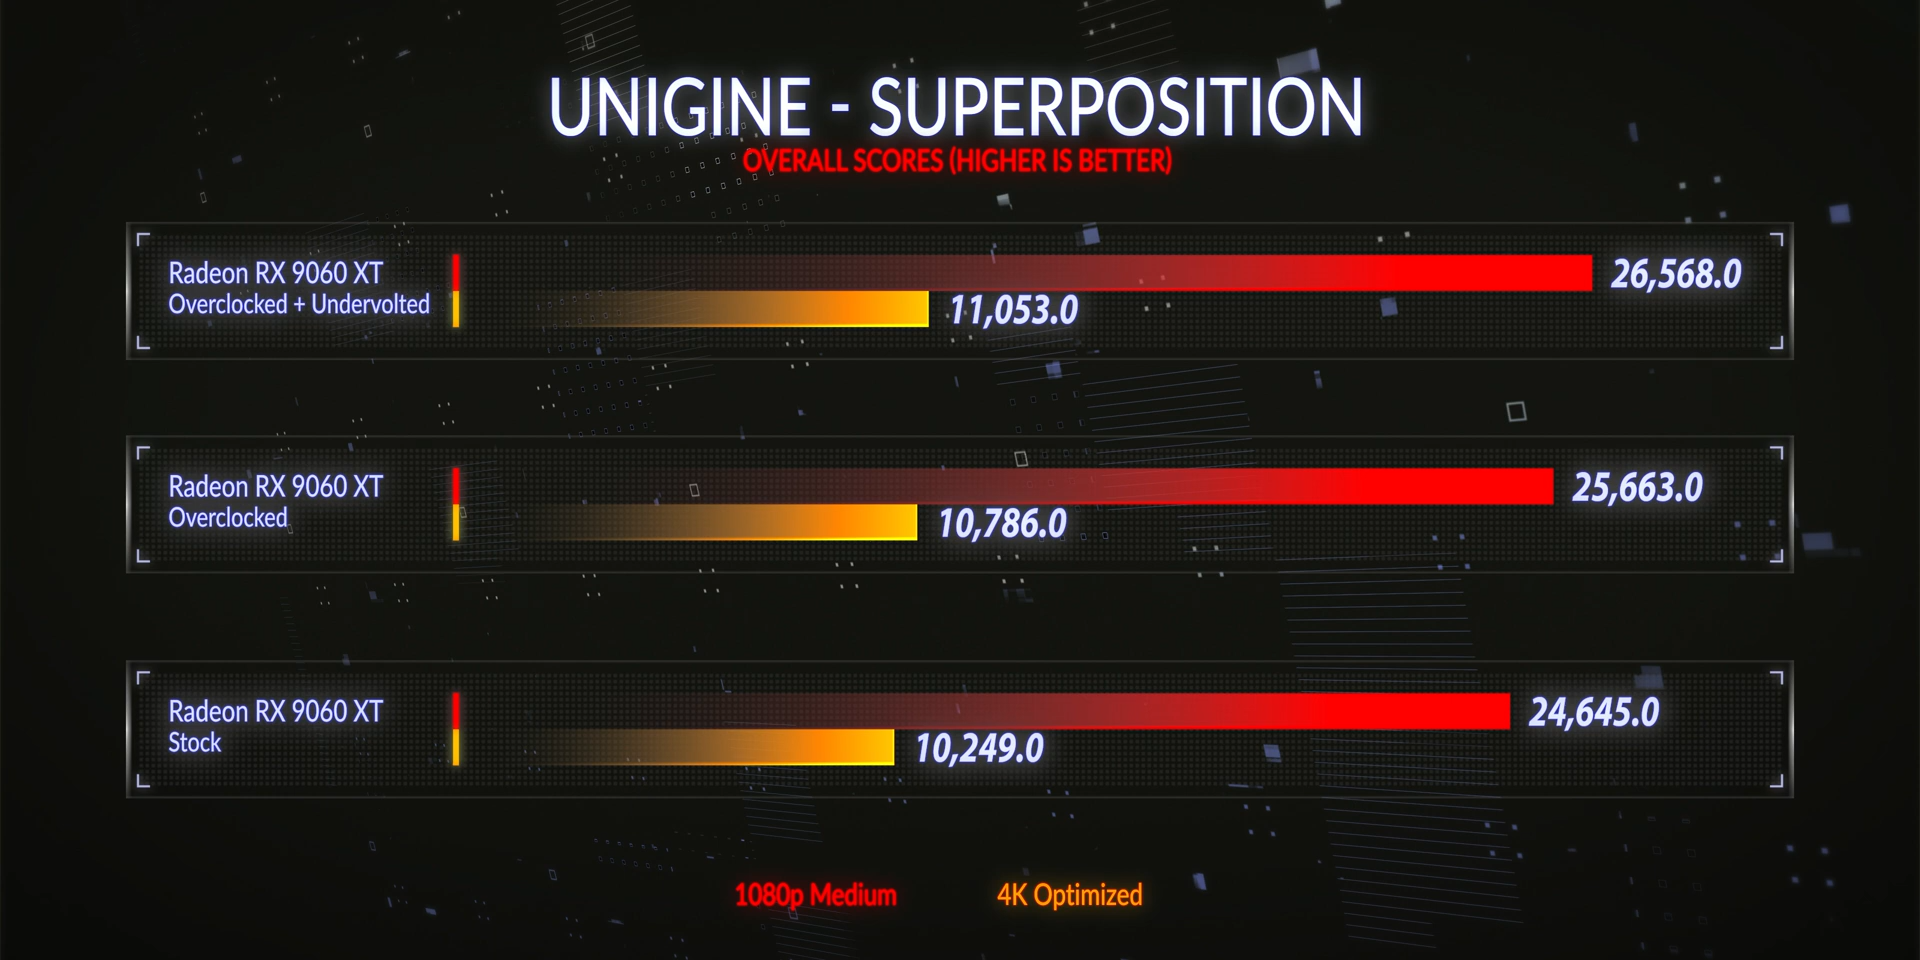 UNIGINE - SUPERPOSITION
OVERALL SCORES (HIGHER IS BETTER)
Radeon RX 9060 XT
Overclocked + Undervolted
26,568.0
11,053.0
Radeon RX 9060 XT
Overclocked
25,663.0
10,786.0
Radeon RX 9060 XT
Stock
24,645.0
10,249.0
1080p Medium
4K Optimized